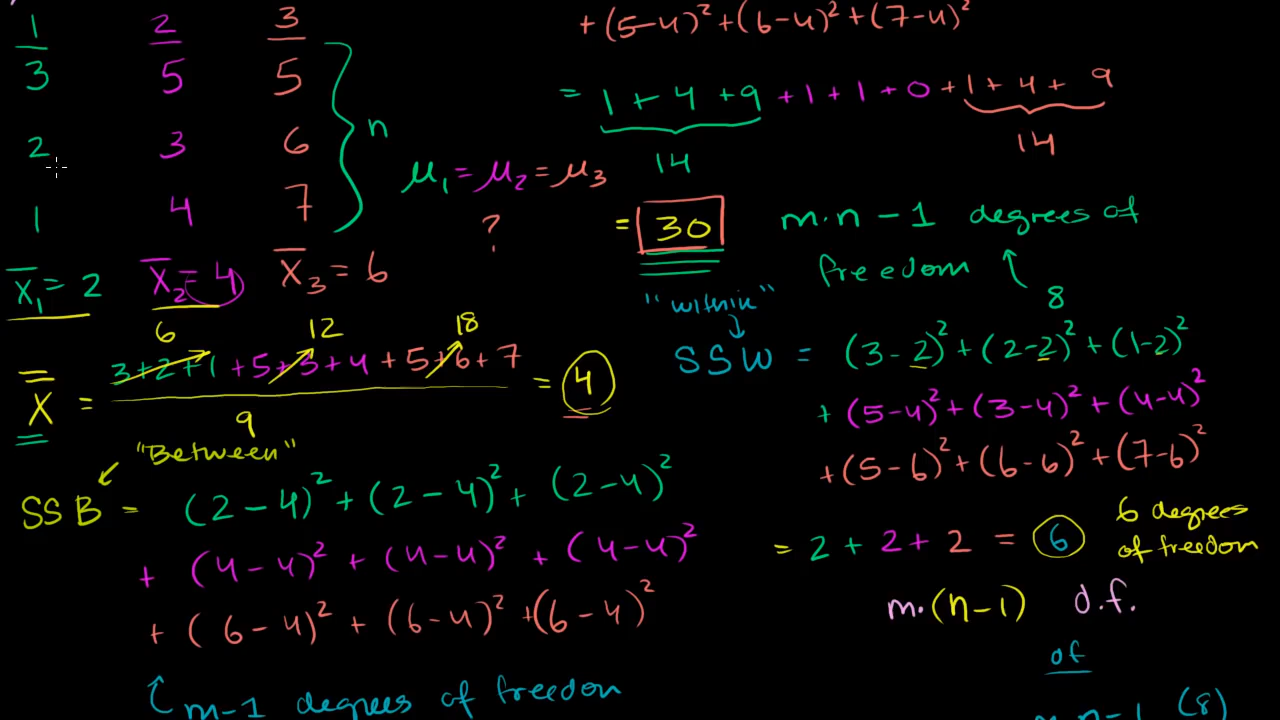 1 2 3
3 5 5
2 3 6
1 4 7
n
x̄₁ = 2 x̄₂ = 4 x̄₃ = 6
μ₁ = μ₂ = μ₃
?
6 12 18
x̿ = 3+2+1 + 5+3+4 + 5+6+7 = 4
9
"Between"
SSB = (2-4)² + (2-4)² + (2-4)²
+ (4-4)² + (4-4)² + (4-4)²
+ (6-4)² + (6-4)² + (6-4)²
m-1 degrees of freedom
+ (5-4)² + (6-4)² + (7-4)²
= 1 + 4 + 9 + 1 + 1 + 0 + 1 + 4 + 9
14 14
= 30
m·n - 1 degrees of
freedom
8
"within"
SSW = (3-2)² + (2-2)² + (1-2)²
+ (5-4)² + (3-4)² + (4-4)²
+ (5-6)² + (6-6)² + (7-6)²
= 2 + 2 + 2 = 6
6 degrees
of freedom
m·(n-1) d.f.
of
(8)